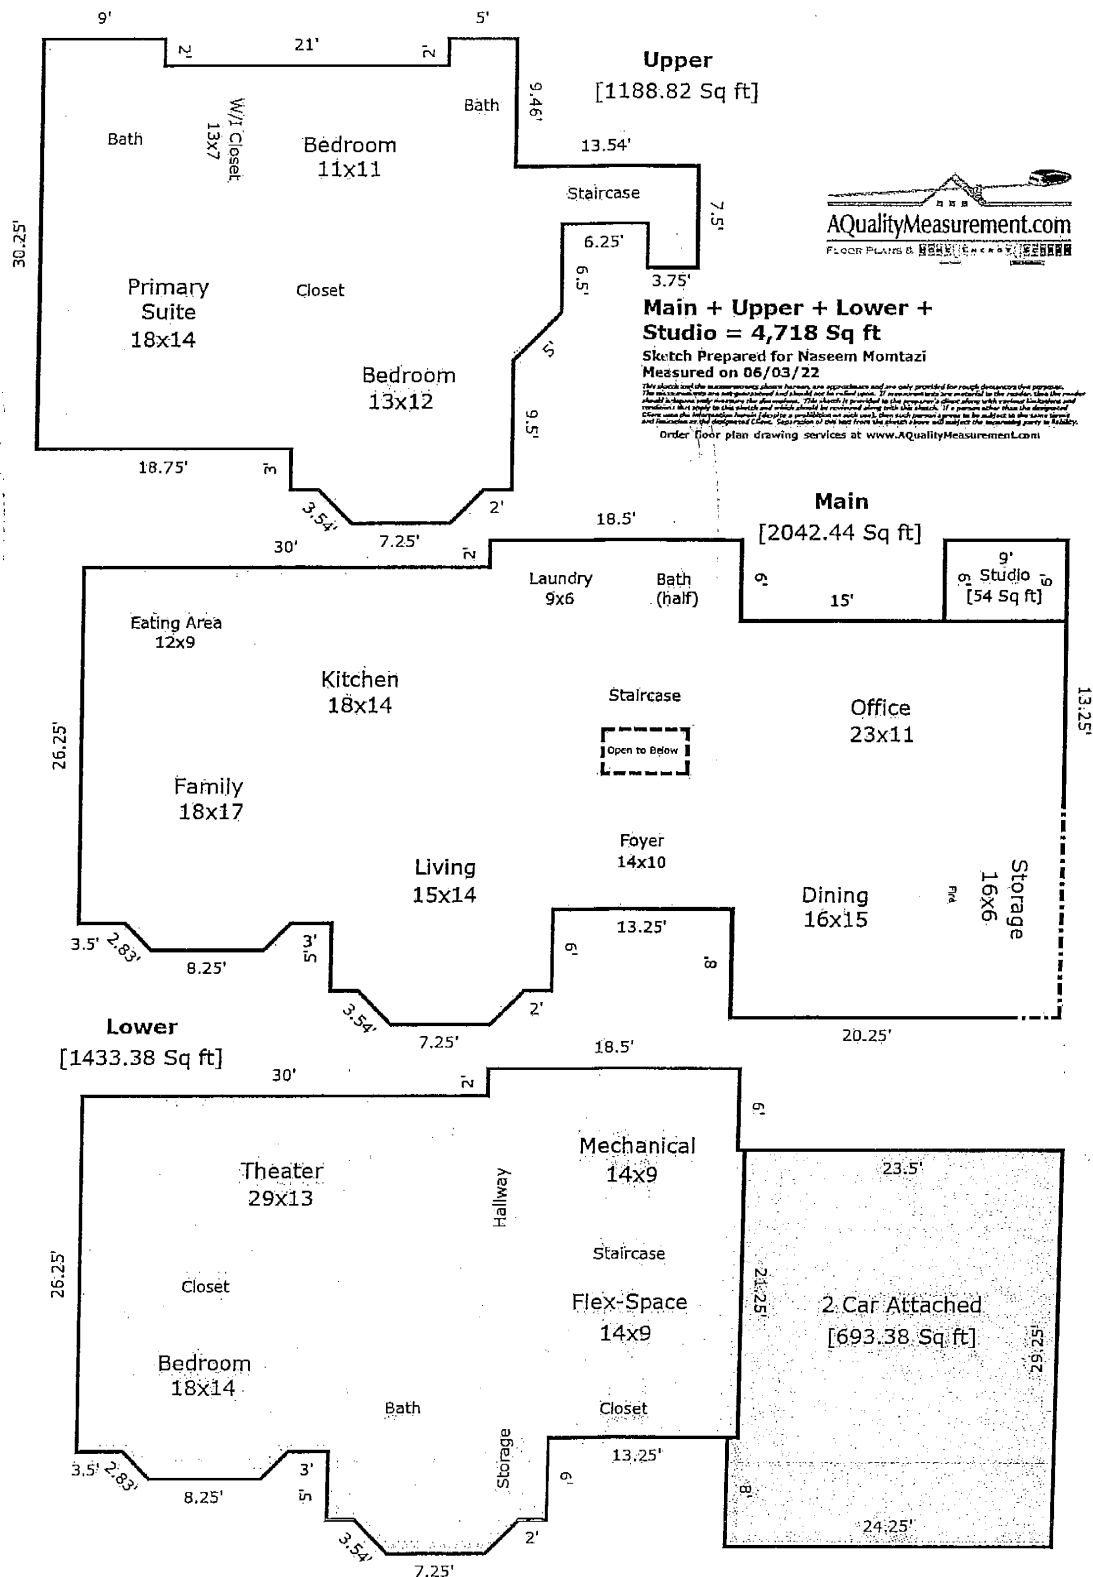 9'
2'
21'
2'
5'
Upper
[1188.82 Sq ft]
Bath
W/I Closet
13x7
Bedroom
11x11
Bath
9.46'
13.54'
Staircase
7.5'
6.25'
3.75'
6.5'
30.25'
Primary
Suite
18x14
Closet
5'
Bedroom
13x12
9.5'
18.75'
3'
3.54'
7.25'
2'
AQualityMeasurement.com
FLOOR PLANS & HOME ENERGY SCORES
Main + Upper + Lower +
Studio = 4,718 Sq ft
Sketch Prepared for Naseem Momtazi
Measured on 06/03/22
Order floor plan drawing services at www.AQualityMeasurement.com
Main
[2042.44 Sq ft]
30'
2'
18.5'
6'
15'
9'
6'
Studio
6'
[54 Sq ft]
Laundry
9x6
Bath
(half)
Eating Area
12x9
Kitchen
18x14
Staircase
Open to Below
Office
23x11
13.25'
26.25'
Family
18x17
Living
15x14
Foyer
14x10
Dining
16x15
Storage
16x6
3.5'
2.83'
8.25'
3'
5'
3.54'
7.25'
2'
6'
13.25'
8'
20.25'
Lower
[1433.38 Sq ft]
30'
2'
18.5'
6'
23.5'
Theater
29x13
Hallway
Mechanical
14x9
Staircase
Flex-Space
14x9
21.25'
2 Car Attached
[693.38 Sq ft]
29.25'
26.25'
Closet
Bedroom
18x14
Bath
Storage
Closet
3.5'
2.83'
8.25'
3'
5'
3.54'
7.25'
2'
6'
13.25'
8'
24.25'